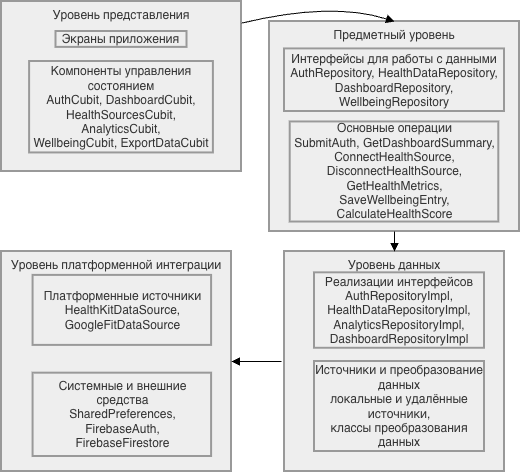 Уровень представления
Экраны приложения
Компоненты управления
состоянием
AuthCubit, DashboardCubit,
HealthSourcesCubit,
AnalyticsCubit,
WellbeingCubit, ExportDataCubit
Предметный уровень
Интерфейсы для работы с данными
AuthRepository, HealthDataRepository,
DashboardRepository,
WellbeingRepository
Основные операции
SubmitAuth, GetDashboardSummary,
ConnectHealthSource,
DisconnectHealthSource,
GetHealthMetrics,
SaveWellbeingEntry,
CalculateHealthScore
Уровень платформенной интеграции
Платформенные источники
HealthKitDataSource,
GoogleFitDataSource
Системные и внешние
средства
SharedPreferences,
FirebaseAuth,
FirebaseFirestore
Уровень данных
Реализации интерфейсов
AuthRepositoryImpl,
HealthDataRepositoryImpl,
AnalyticsRepositoryImpl,
DashboardRepositoryImpl
Источники и преобразование
данных
локальные и удалённые
источники,
классы преобразования
данных